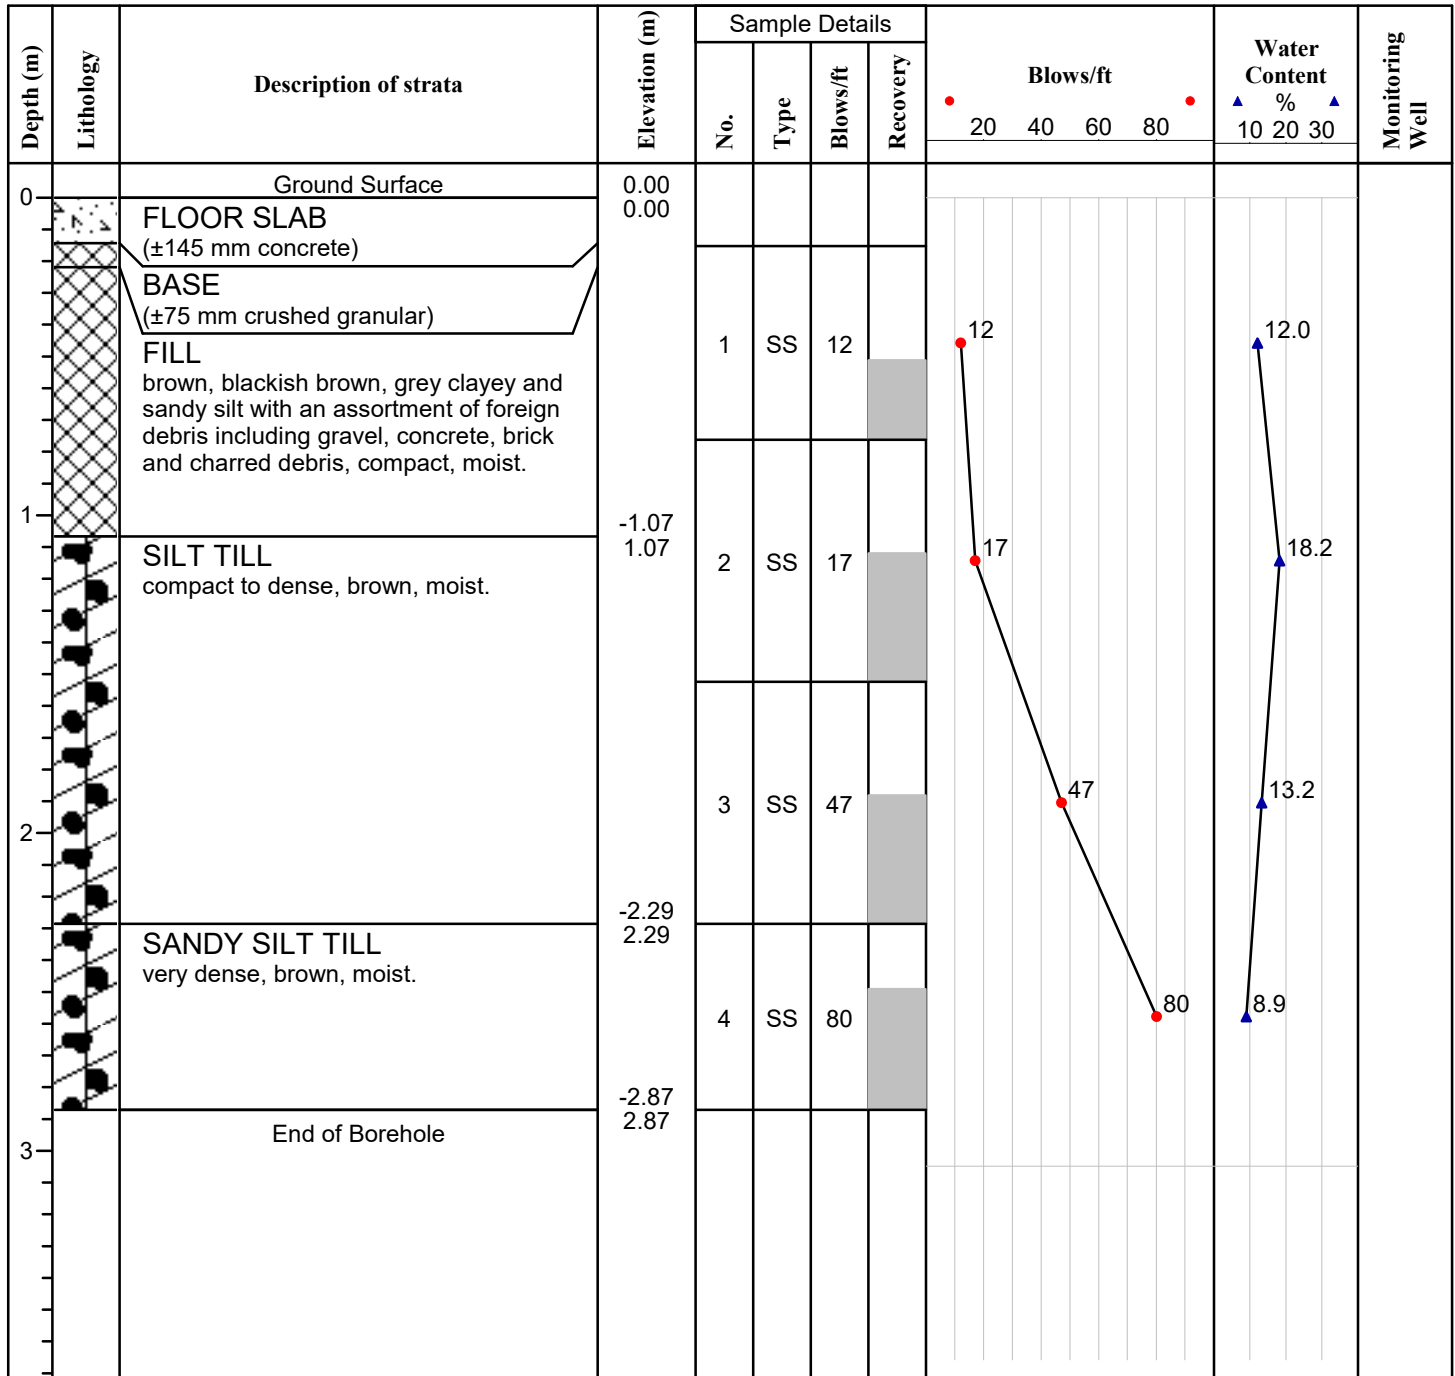 Depth (m)
Lithology
Description of strata
Elevation (m)
Sample Details
No.
Type
Blows/ft
Recovery
Blows/ft
20 40 60 80
Water
Content
%
10 20 30
Monitoring
Well
Ground Surface
0.00
0.00
0
FLOOR SLAB
(±145 mm concrete)
BASE
(±75 mm crushed granular)
FILL
brown, blackish brown, grey clayey and
sandy silt with an assortment of foreign
debris including gravel, concrete, brick
and charred debris, compact, moist.
1 SS 12
12
12.0
1
-1.07
1.07
SILT TILL
compact to dense, brown, moist.
2 SS 17
17
18.2
3 SS 47
47
13.2
2
-2.29
2.29
SANDY SILT TILL
very dense, brown, moist.
4 SS 80
80
8.9
-2.87
2.87
End of Borehole
3